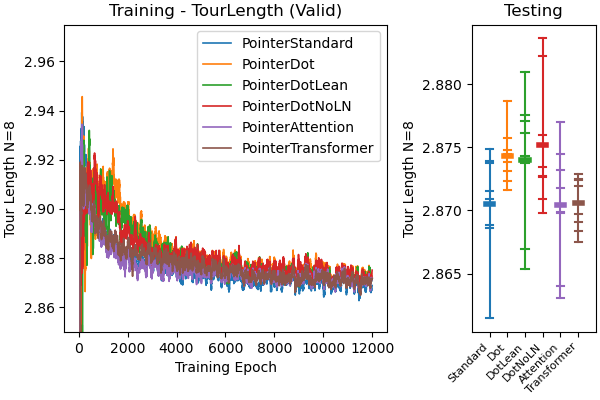 Training - TourLength (Valid)
Tour Length N=8
2.96
2.94
2.92
2.90
2.88
2.86
PointerStandard
PointerDot
PointerDotLean
PointerDotNoLN
PointerAttention
PointerTransformer
0 2000 4000 6000 8000 10000 12000
Training Epoch
Testing
Tour Length N=8
2.880
2.875
2.870
2.865
Standard
Dot
DotLean
DotNoLN
Attention
Transformer